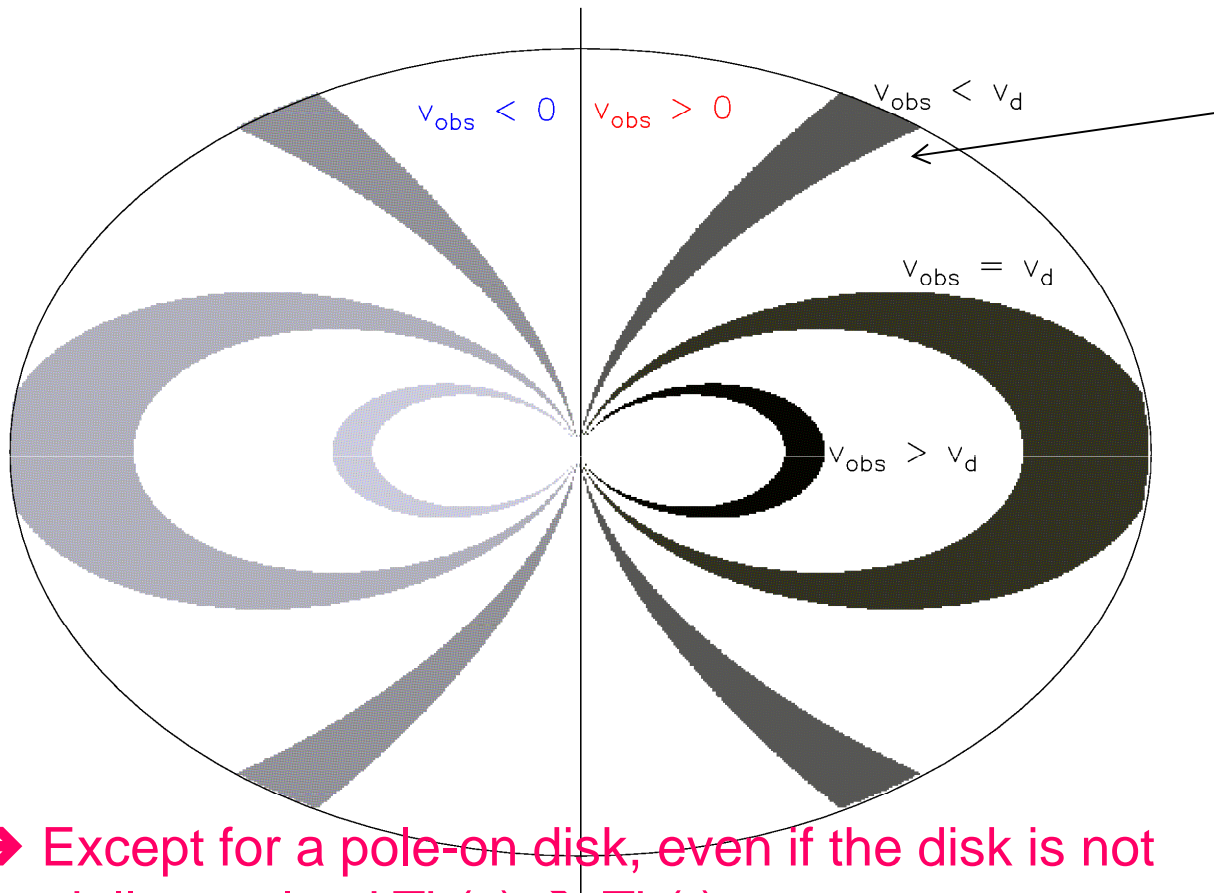 v_obs < 0
v_obs > 0
v_obs < v_d
v_obs = v_d
v_obs > v_d
➔ Except for a pole-on disk, even if the disk is not